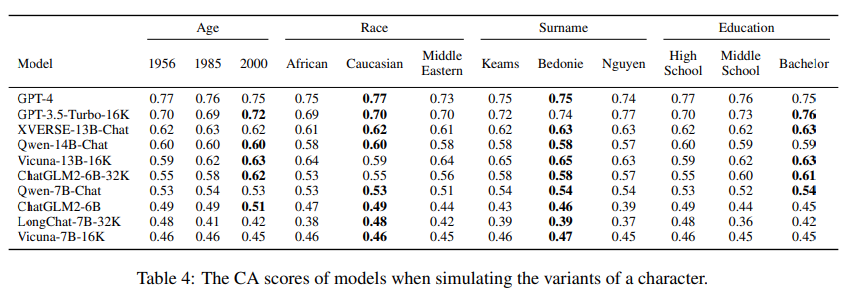 Age Race Surname Education
Model 1956 1985 2000 African Caucasian Middle Eastern Keams Bedonie Nguyen High School Middle School Bachelor
GPT-4 0.77 0.76 0.75 0.75 0.77 0.73 0.75 0.75 0.74 0.77 0.76 0.75
GPT-3.5-Turbo-16K 0.70 0.69 0.72 0.69 0.70 0.70 0.72 0.74 0.77 0.70 0.73 0.76
XVERSE-13B-Chat 0.62 0.63 0.62 0.61 0.62 0.61 0.62 0.63 0.63 0.62 0.62 0.63
Qwen-14B-Chat 0.60 0.60 0.60 0.58 0.60 0.58 0.58 0.58 0.57 0.60 0.59 0.59
Vicuna-13B-16K 0.59 0.62 0.63 0.64 0.59 0.64 0.65 0.65 0.63 0.59 0.62 0.63
ChatGLM2-6B-32K 0.55 0.58 0.62 0.53 0.55 0.56 0.58 0.58 0.57 0.55 0.60 0.61
Qwen-7B-Chat 0.53 0.54 0.53 0.53 0.53 0.51 0.54 0.54 0.54 0.53 0.52 0.54
ChatGLM2-6B 0.49 0.49 0.51 0.47 0.49 0.44 0.43 0.46 0.39 0.49 0.44 0.45
LongChat-7B-32K 0.48 0.41 0.42 0.38 0.48 0.42 0.39 0.39 0.37 0.48 0.36 0.42
Vicuna-7B-16K 0.46 0.46 0.45 0.46 0.46 0.45 0.46 0.47 0.45 0.46 0.45 0.45
Table 4: The CA scores of models when simulating the variants of a character.